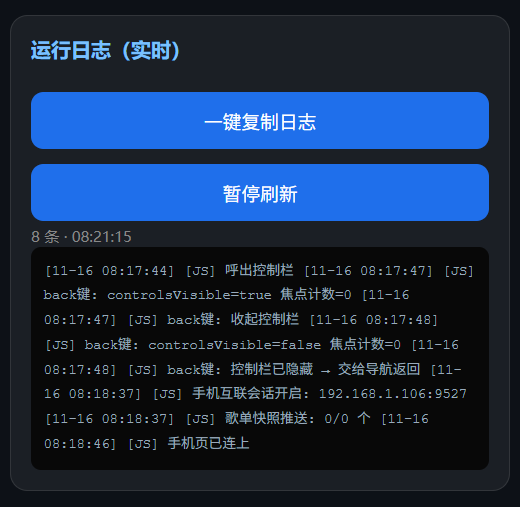 运行日志（实时）
一键复制日志
暂停刷新
8 条 · 08:21:15
[11-16 08:17:44] [JS] 呼出控制栏 [11-16 08:17:47] [JS]
back键: controlsVisible=true 焦点计数=0 [11-16
08:17:47] [JS] back键: 收起控制栏 [11-16 08:17:48]
[JS] back键: controlsVisible=false 焦点计数=0 [11-16
08:17:48] [JS] back键: 控制栏已隐藏 → 交给导航返回 [11-
16 08:18:37] [JS] 手机互联会话开启: 192.168.1.106:9527
[11-16 08:18:37] [JS] 歌单快照推送: 0/0 个 [11-16
08:18:46] [JS] 手机页已连上